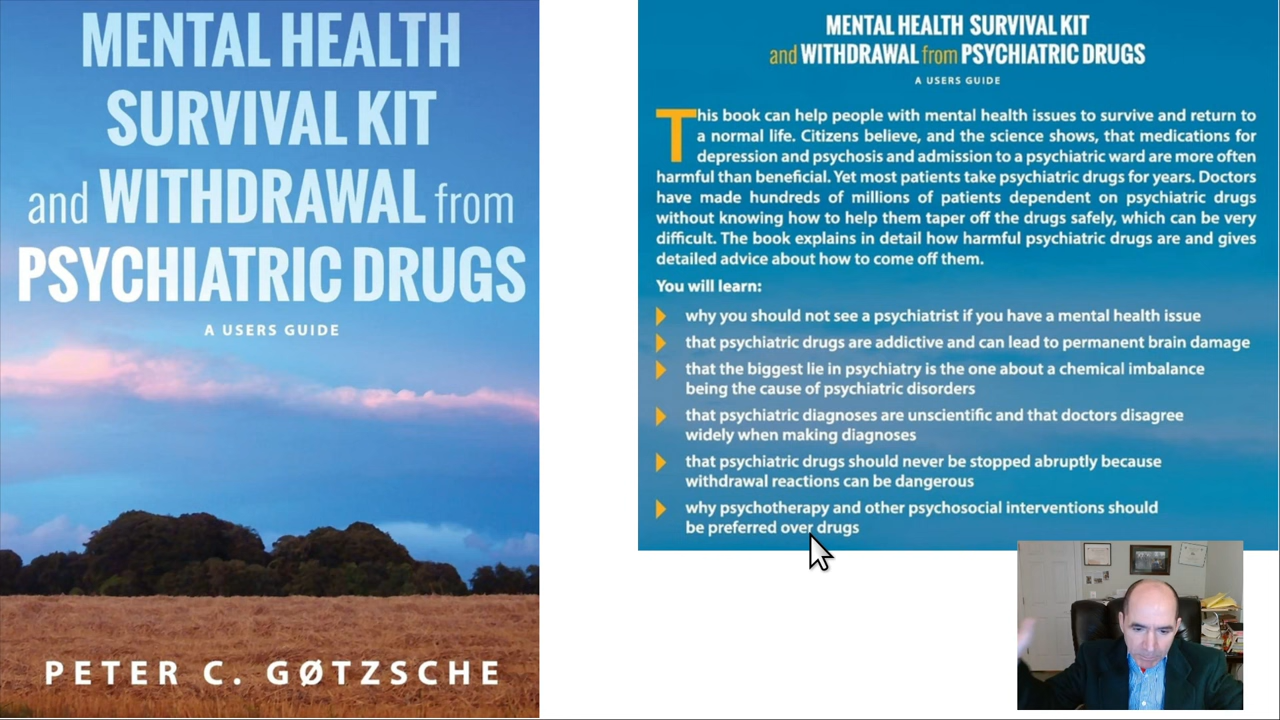 MENTAL HEALTH
SURVIVAL KIT
and WITHDRAWAL from
PSYCHIATRIC DRUGS
A USERS GUIDE
PETER C. GØTZSCHE
MENTAL HEALTH SURVIVAL KIT
and WITHDRAWAL from PSYCHIATRIC DRUGS
A USERS GUIDE
This book can help people with mental health issues to survive and return to
a normal life. Citizens believe, and the science shows, that medications for
depression and psychosis and admission to a psychiatric ward are more often
harmful than beneficial. Yet most patients take psychiatric drugs for years. Doctors
have made hundreds of millions of patients dependent on psychiatric drugs
without knowing how to help them taper off the drugs safely, which can be very
difficult. The book explains in detail how harmful psychiatric drugs are and gives
detailed advice about how to come off them.
You will learn:
why you should not see a psychiatrist if you have a mental health issue
that psychiatric drugs are addictive and can lead to permanent brain damage
that the biggest lie in psychiatry is the one about a chemical imbalance
being the cause of psychiatric disorders
that psychiatric diagnoses are unscientific and that doctors disagree
widely when making diagnoses
that psychiatric drugs should never be stopped abruptly because
withdrawal reactions can be dangerous
why psychotherapy and other psychosocial interventions should
be preferred over drugs